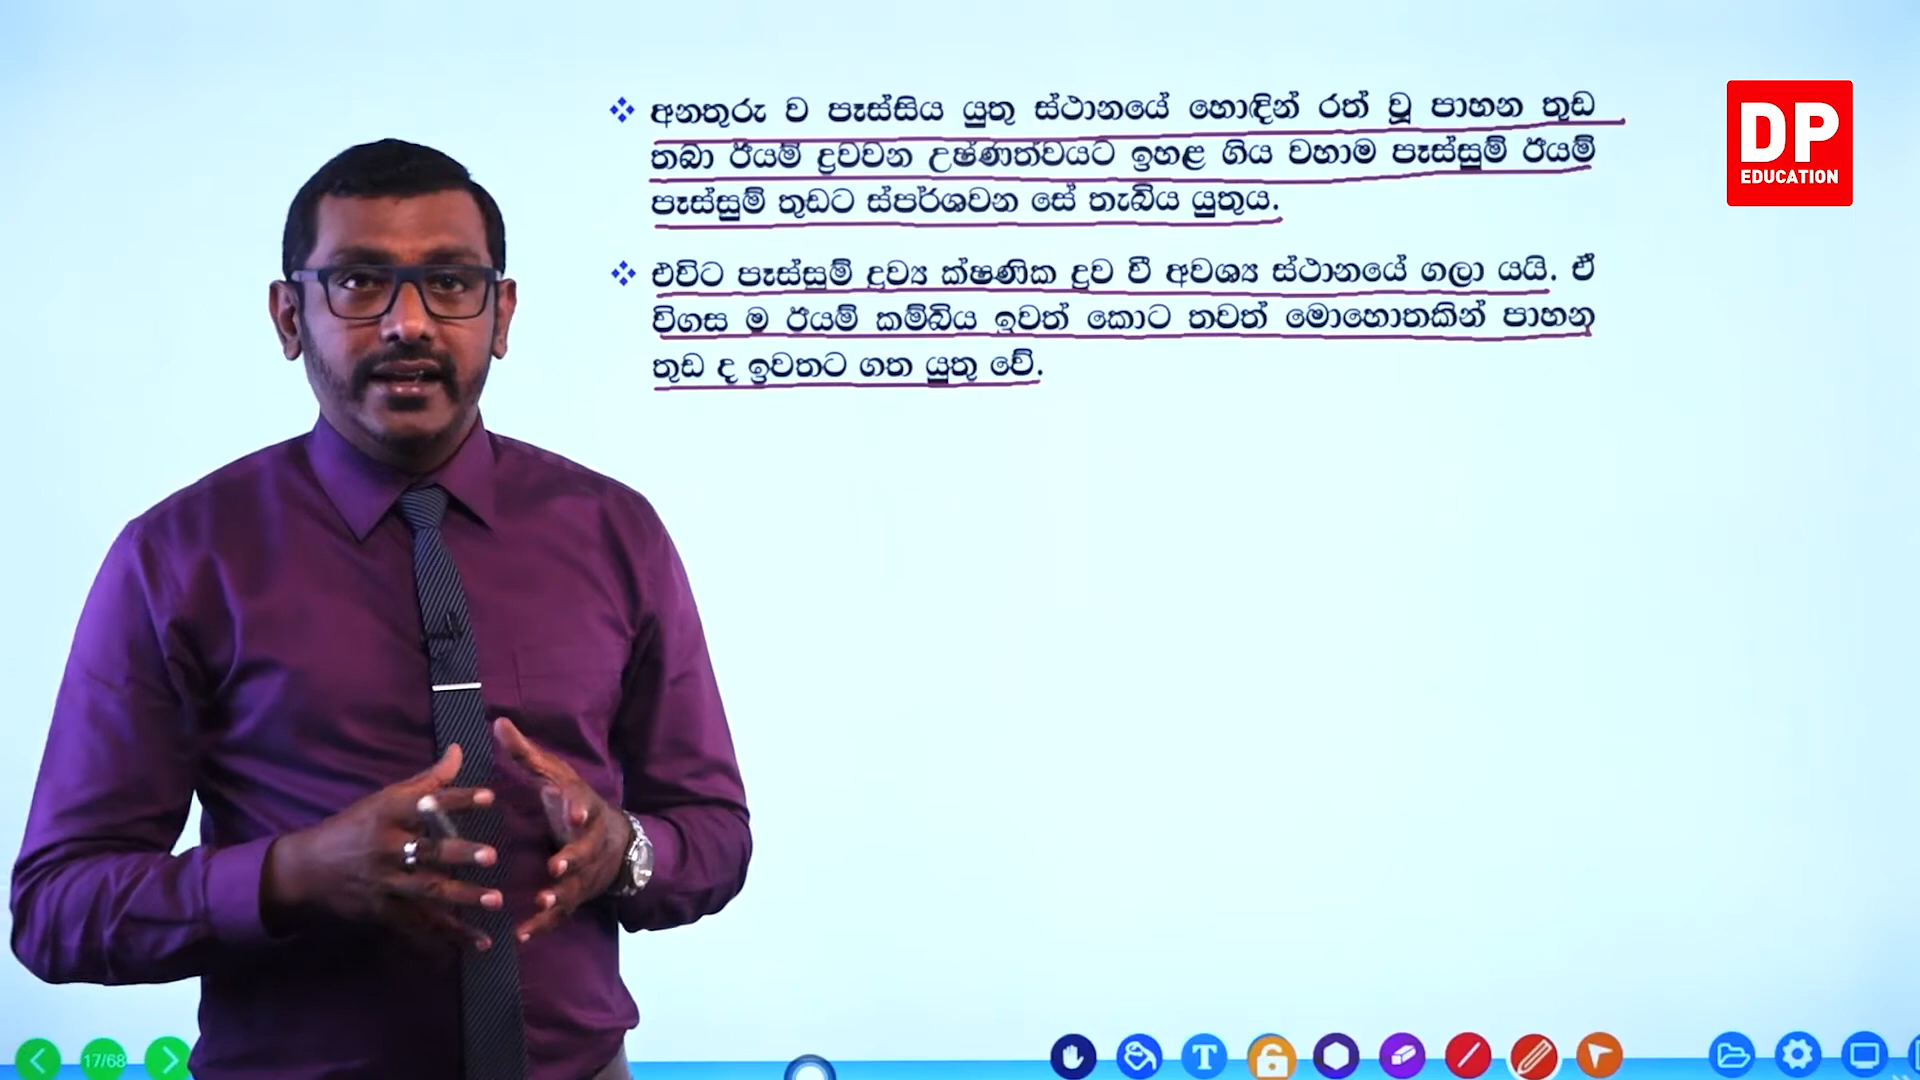 ❖ අනතුරු ව පෑස්සිය යුතු ස්ථානයේ හොඳින් රත් වූ පාහන තුඩ
තබා ඊයම් ද්‍රවවන උෂ්ණත්වයට ඉහළ ගිය වහාම පෑස්සුම් ඊයම්
පෑස්සුම් තුඩට ස්පර්ශවන සේ තැබිය යුතුය.
❖ එවිට පෑස්සුම් ද්‍රව්‍ය ක්ෂණික ද්‍රව වී අවශ්‍ය ස්ථානයේ ගලා යයි. ඒ
විගස ම ඊයම් කම්බිය ඉවත් කොට තවත් මොහොතකින් පාහන
තුඩ ද ඉවතට ගත යුතු වේ.
DP
EDUCATION
17/68
T